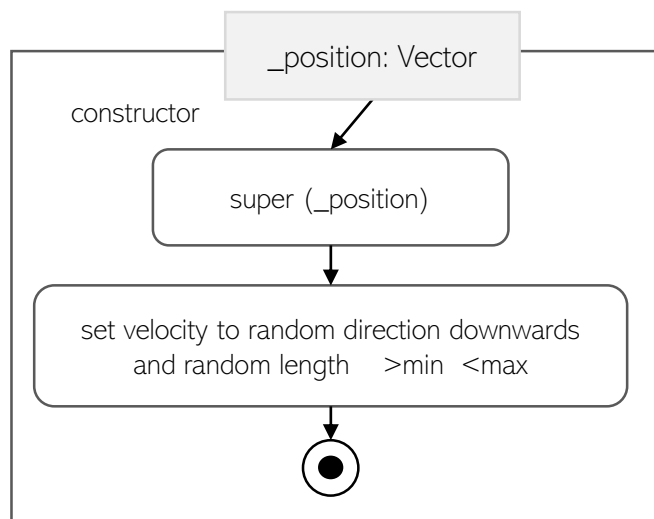 _position: Vector
constructor
super (_position)
set velocity to random direction downwards
and random length >min <max